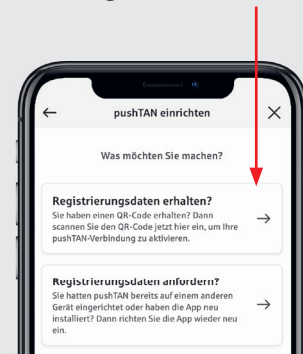 pushTAN einrichten
Was möchten Sie machen?
Registrierungsdaten erhalten?
Sie haben einen QR-Code erhalten? Dann
scannen Sie den QR-Code jetzt hier ein, um Ihre
pushTAN-Verbindung zu aktivieren.
Registrierungsdaten anfordern?
Sie hatten pushTAN bereits auf einem anderen
Gerät eingerichtet oder haben die App neu
installiert? Dann richten Sie die App wieder neu
ein.